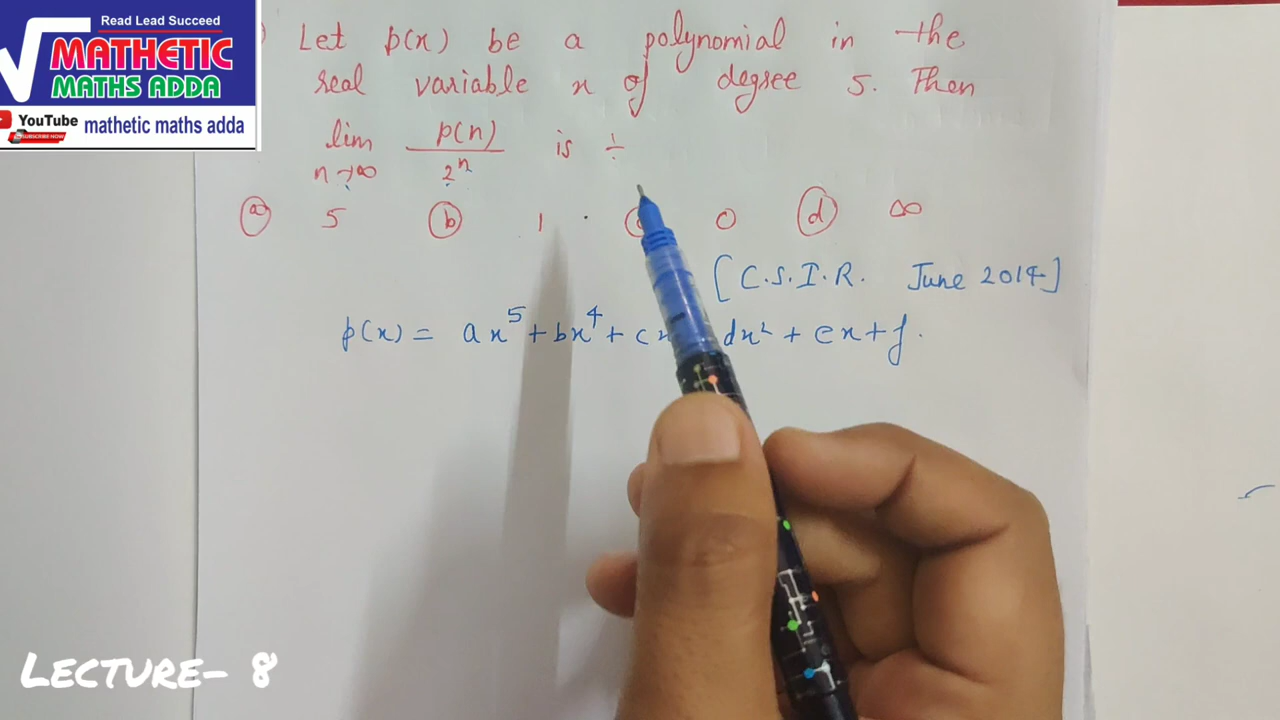 Read Lead Succeed
MATHETIC
MATHS ADDA
YouTube mathetic maths adda
SUBSCRIBE NOW
) Let p(x) be a polynomial in the
real variable x of degree 5. Then
lim n→∞ p(n)/2^n is ÷
(a) 5 (b) 1 (c) 0 (d) ∞
[C.S.I.R. June 2014]
p(x) = ax^5 + bx^4 + cx dx^2 + ex + f.
LECTURE- 8